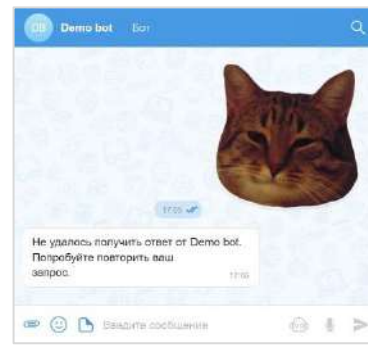 DB Demo bot Бот
17:05
Не удалось получить ответ от Demo bot.
Попробуйте повторить ваш
запрос.
17:05
Введите сообщение